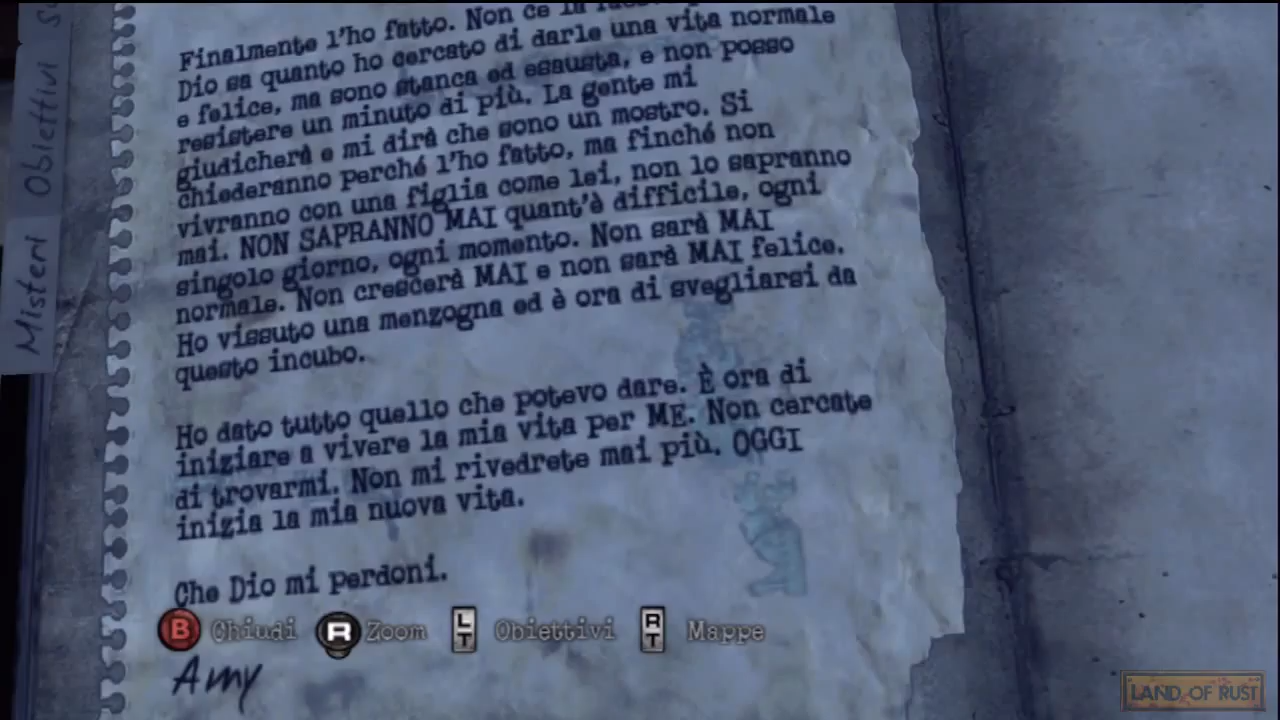 Finalmente l'ho fatto. Non ce la
Dio sa quanto ho cercato di darle una vita normale
e felice, ma sono stanca ed esausta, e non posso
resistere un minuto di più. La gente mi
giudicherà e mi dirà che sono un mostro. Si
chiederanno perché l'ho fatto, ma finché non
vivranno con una figlia come lei, non lo sapranno
mai. NON SAPRANNO MAI quant'è difficile, ogni
singolo giorno, ogni momento. Non sarà MAI
normale. Non crescerà MAI e non sarà MAI felice.
Ho vissuto una menzogna ed è ora di svegliarsi da
questo incubo.
Ho dato tutto quello che potevo dare. È ora di
iniziare a vivere la mia vita per ME. Non cercate
di trovarmi. Non mi rivedrete mai più. OGGI
inizia la mia nuova vita.
Che Dio mi perdoni.
B Chiudi R Zoom LT Obiettivi RT Mappe
Amy
Obiettivi
Misteri
LAND OF RUST